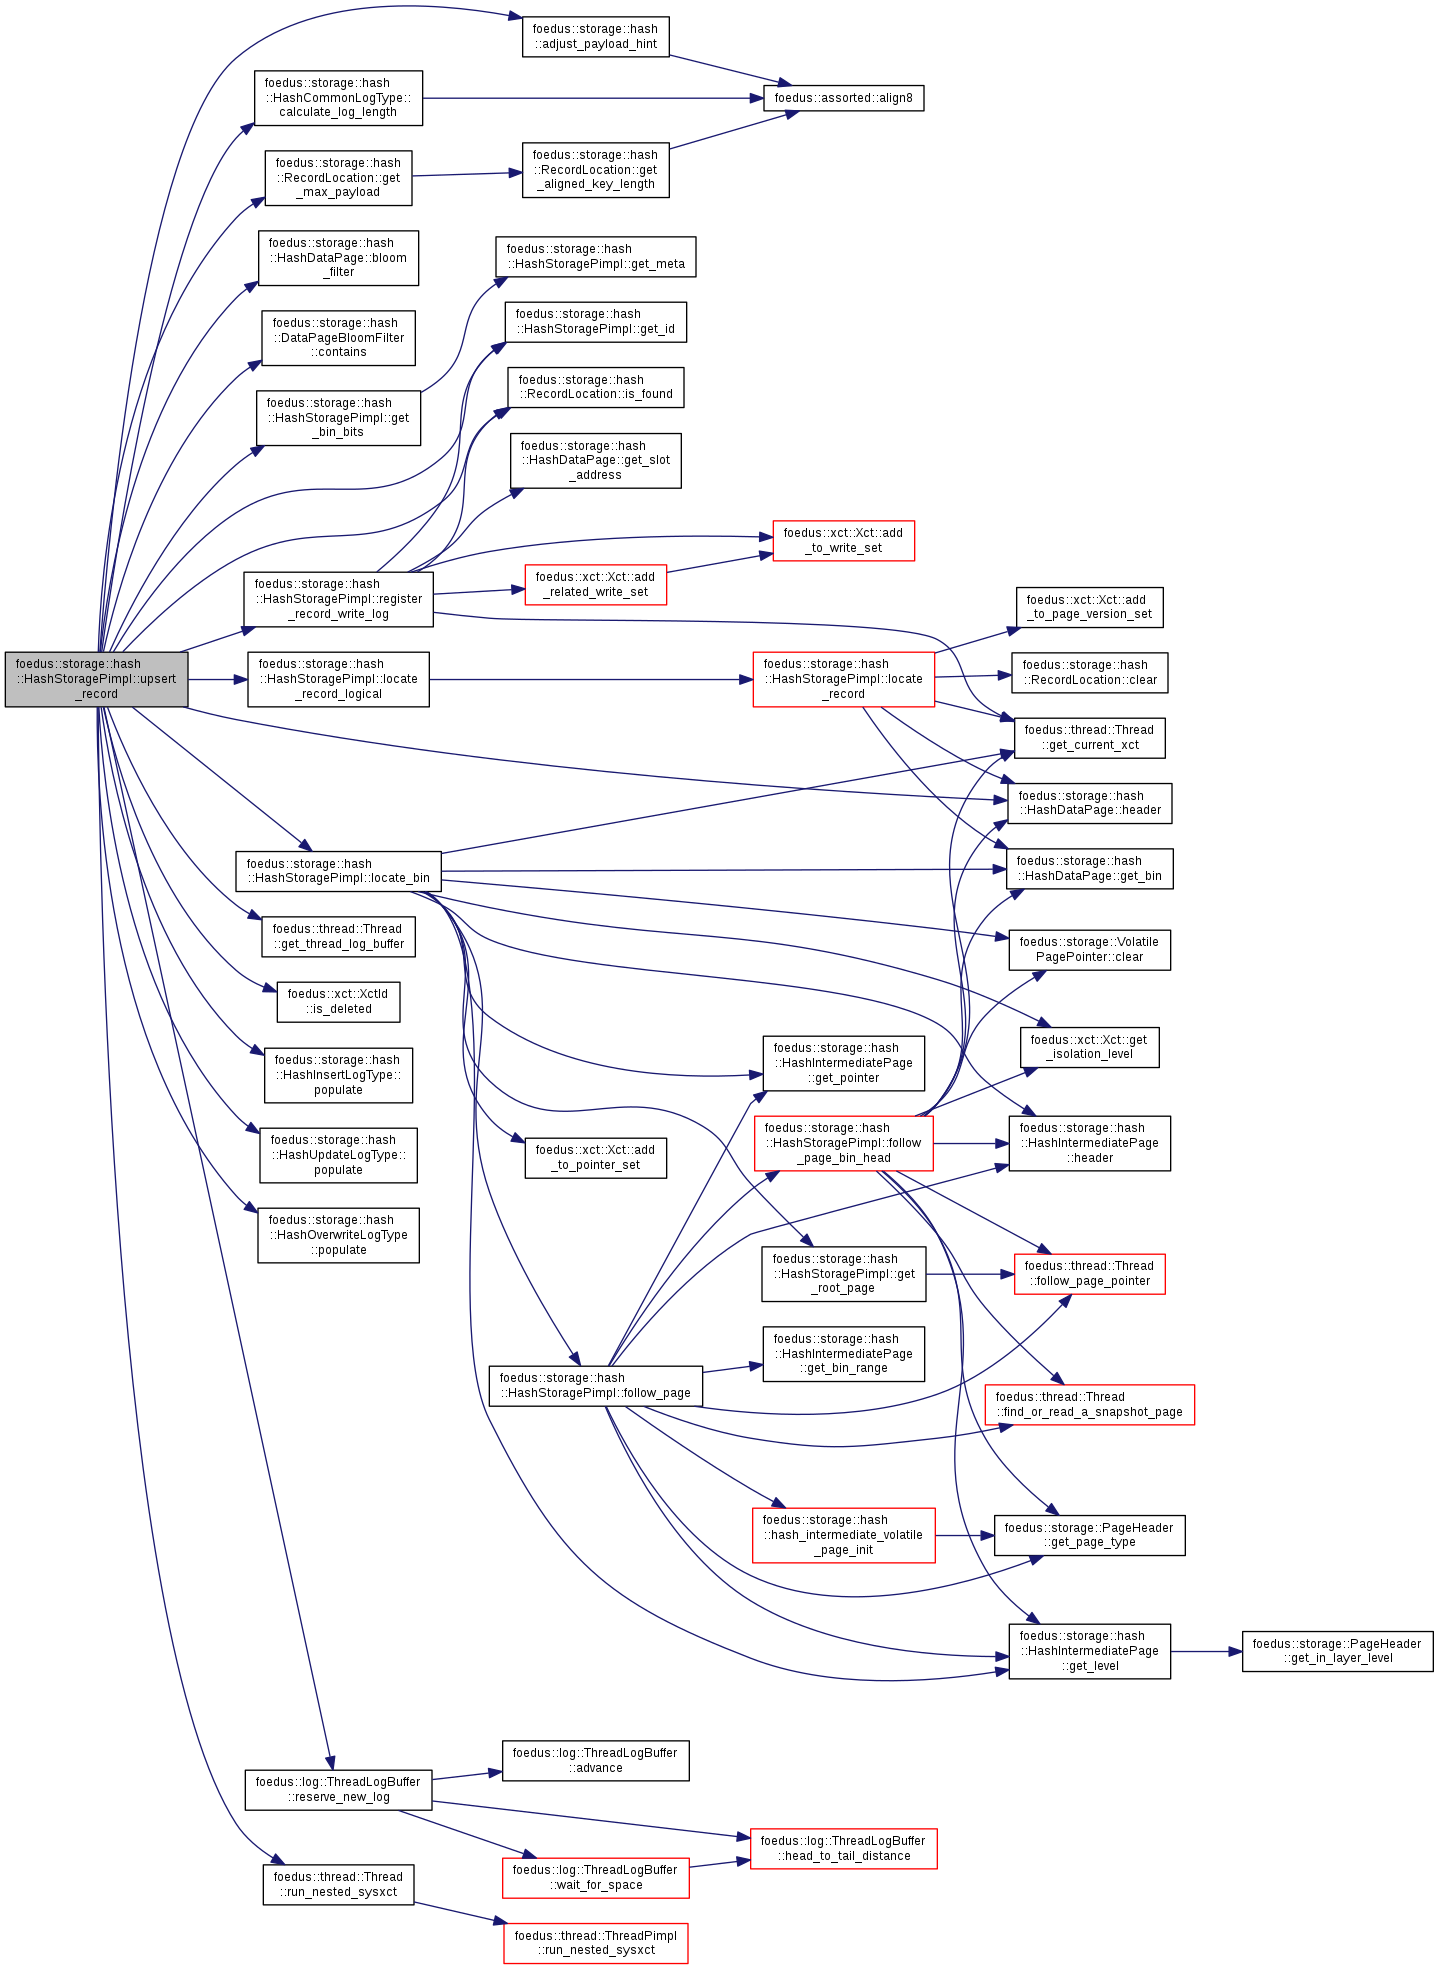 foedus::storage::hash
::adjust_payload_hint
foedus::storage::hash
::HashCommonLogType::
calculate_log_length
foedus::assorted::align8
foedus::storage::hash
::RecordLocation::get
_max_payload
foedus::storage::hash
::RecordLocation::get
_aligned_key_length
foedus::storage::hash
::HashDataPage::bloom
_filter
foedus::storage::hash
::HashStoragePimpl::get_meta
foedus::storage::hash
::DataPageBloomFilter
::contains
foedus::storage::hash
::HashStoragePimpl::get_id
foedus::storage::hash
::HashStoragePimpl::get
_bin_bits
foedus::storage::hash
::RecordLocation::is_found
foedus::storage::hash
::HashDataPage::get_slot
_address
foedus::xct::Xct::add
_to_write_set
foedus::storage::hash
::HashStoragePimpl::register
_record_write_log
foedus::xct::Xct::add
_related_write_set
foedus::xct::Xct::add
_to_page_version_set
foedus::storage::hash
::HashStoragePimpl::upsert
_record
foedus::storage::hash
::HashStoragePimpl::locate
_record_logical
foedus::storage::hash
::HashStoragePimpl::locate
_record
foedus::storage::hash
::RecordLocation::clear
foedus::thread::Thread
::get_current_xct
foedus::storage::hash
::HashDataPage::header
foedus::storage::hash
::HashStoragePimpl::locate_bin
foedus::storage::hash
::HashDataPage::get_bin
foedus::thread::Thread
::get_thread_log_buffer
foedus::storage::Volatile
PagePointer::clear
foedus::xct::XctId
::is_deleted
foedus::xct::Xct::get
_isolation_level
foedus::storage::hash
::HashInsertLogType::
populate
foedus::storage::hash
::HashIntermediatePage
::get_pointer
foedus::storage::hash
::HashUpdateLogType::
populate
foedus::xct::Xct::add
_to_pointer_set
foedus::storage::hash
::HashStoragePimpl::follow
_page_bin_head
foedus::storage::hash
::HashIntermediatePage
::header
foedus::storage::hash
::HashOverwriteLogType
::populate
foedus::storage::hash
::HashStoragePimpl::get
_root_page
foedus::thread::Thread
::follow_page_pointer
foedus::storage::hash
::HashIntermediatePage
::get_bin_range
foedus::storage::hash
::HashStoragePimpl::follow_page
foedus::thread::Thread
::find_or_read_a_snapshot_page
foedus::storage::hash
::hash_intermediate_volatile
_page_init
foedus::storage::PageHeader
::get_page_type
foedus::storage::hash
::HashIntermediatePage
::get_level
foedus::storage::PageHeader
::get_in_layer_level
foedus::log::ThreadLogBuffer
::advance
foedus::log::ThreadLogBuffer
::reserve_new_log
foedus::log::ThreadLogBuffer
::head_to_tail_distance
foedus::log::ThreadLogBuffer
::wait_for_space
foedus::thread::Thread
::run_nested_sysxct
foedus::thread::ThreadPimpl
::run_nested_sysxct